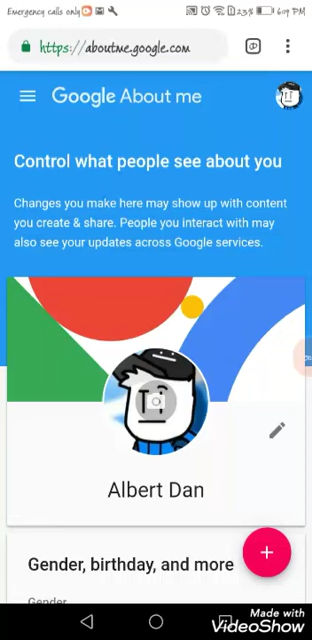 Emergency calls only 23% 6:09 PM
https://aboutme.google.com
Google About me
Control what people see about you
Changes you make here may show up with content
you create & share. People you interact with may
also see your updates across Google services.
Albert Dan
Gender, birthday, and more
Gender
Made with
VideoShow